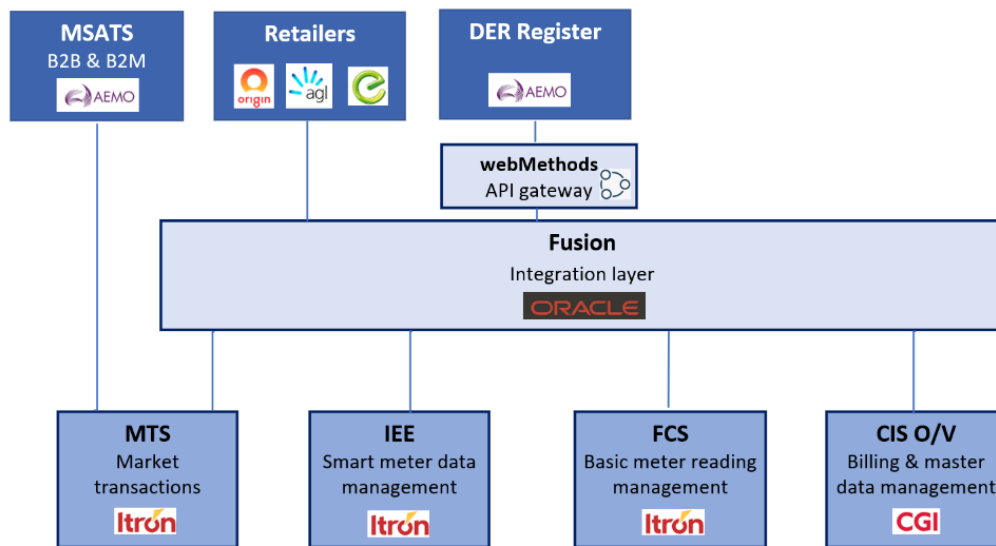 MSATS
B2B & B2M
AEMO
Retailers
origin
agl
DER Register
AEMO
webMethods
API gateway
Fusion
Integration layer
ORACLE
MTS
Market
transactions
Itron
IEE
Smart meter data
management
Itron
FCS
Basic meter reading
management
Itron
CIS O/V
Billing & master
data management
CGI